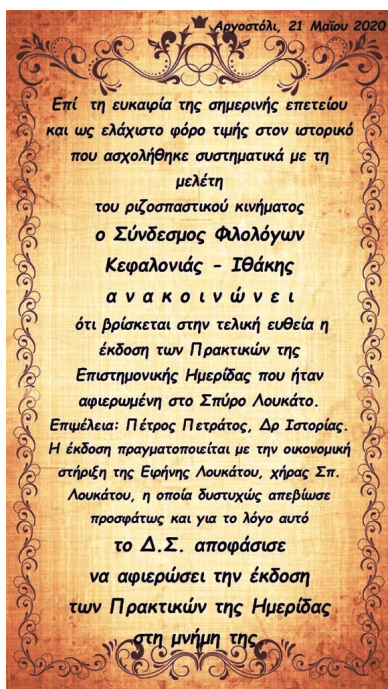 Αργοστόλι, 21 Μαΐου 2020
Επί τη ευκαιρία της σημερινής επετείου
και ως ελάχιστο φόρο τιμής στον ιστορικό
που ασχολήθηκε συστηματικά με τη
μελέτη
του ριζοσπαστικού κινήματος
ο Σύνδεσμος Φιλολόγων
Κεφαλονιάς - Ιθάκης
α ν α κ ο ι ν ώ ν ε ι
ότι βρίσκεται στην τελική ευθεία η
έκδοση των Πρακτικών της
Επιστημονικής Ημερίδας που ήταν
αφιερωμένη στο Σπύρο Λουκάτο.
Επιμέλεια: Πέτρος Πετράτος, Δρ Ιστορίας.
Η έκδοση πραγματοποιείται με την οικονομική
στήριξη της Ειρήνης Λουκάτου, χήρας Σπ.
Λουκάτου, η οποία δυστυχώς απεβίωσε
προσφάτως και για το λόγο αυτό
το Δ.Σ. αποφάσισε
να αφιερώσει την έκδοση
των Πρακτικών της Ημερίδας
στη μνήμη της.